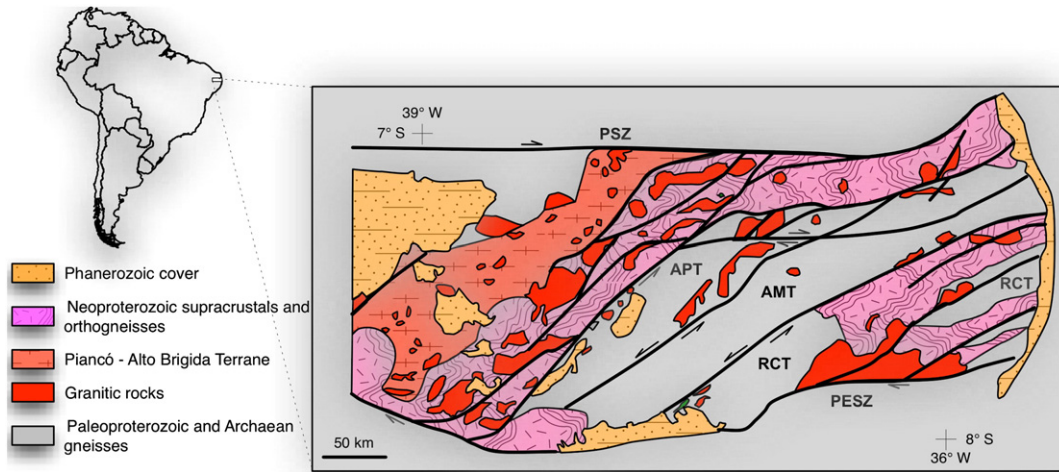 39° W
7° S
PSZ
APT
AMT
RCT
RCT
PESZ
50 km
8° S
36° W
Phanerozoic cover
Neoproterozoic supracrustals and
orthogneisses
Piancó - Alto Brigida Terrane
Granitic rocks
Paleoproterozoic and Archaean
gneisses